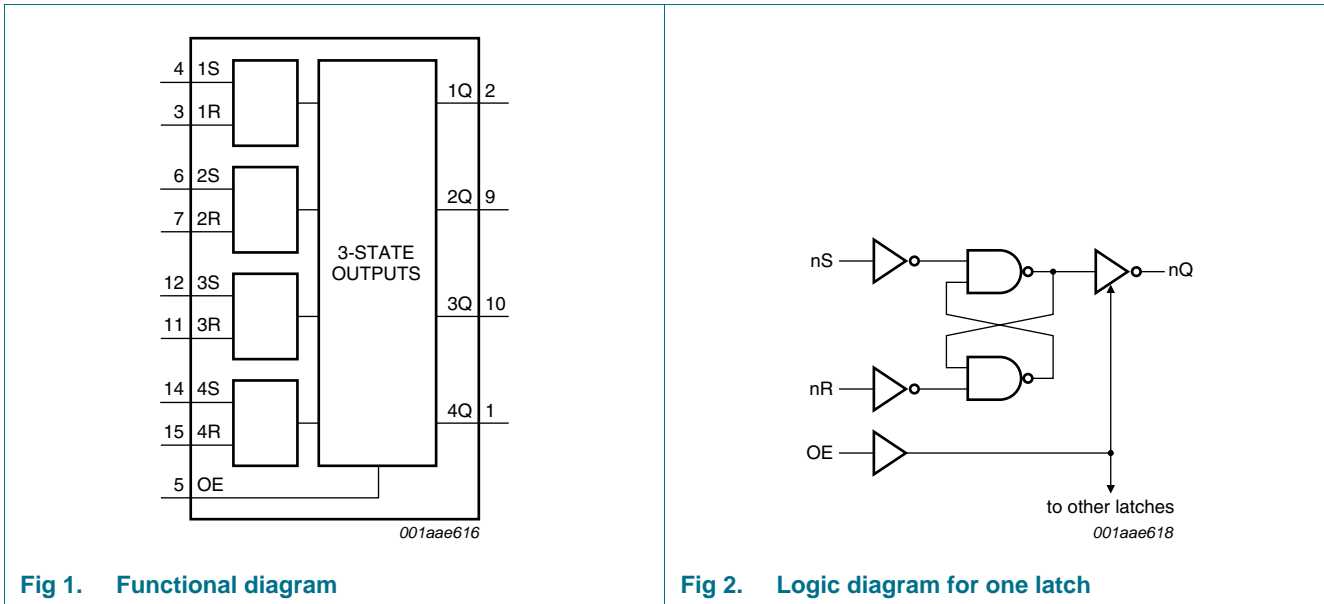 4 1S
3 1R
6 2S
7 2R
12 3S
11 3R
14 4S
15 4R
5 OE
3-STATE
OUTPUTS
1Q 2
2Q 9
3Q 10
4Q 1
001aae616
Fig 1. Functional diagram
nS
nQ
nR
OE
to other latches
001aae618
Fig 2. Logic diagram for one latch